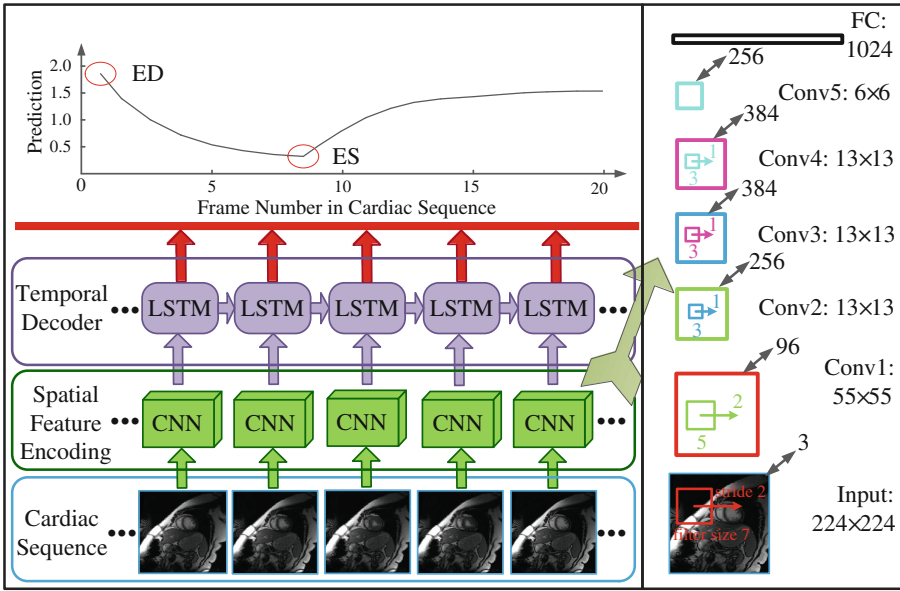 2.0
1.5
1.0
0.5
Prediction
ED
ES
0 5 10 15 20
Frame Number in Cardiac Sequence
Temporal
Decoder
••• LSTM LSTM LSTM LSTM LSTM •••
Spatial
Feature
Encoding
••• CNN CNN CNN CNN CNN •••
Cardiac
Sequence
••• •••
FC:
1024
256
Conv5: 6×6
384
1
3
Conv4: 13×13
384
1
3
Conv3: 13×13
256
1
3
Conv2: 13×13
96
2
5
Conv1:
55×55
3
stride 2
filter size 7
Input:
224×224